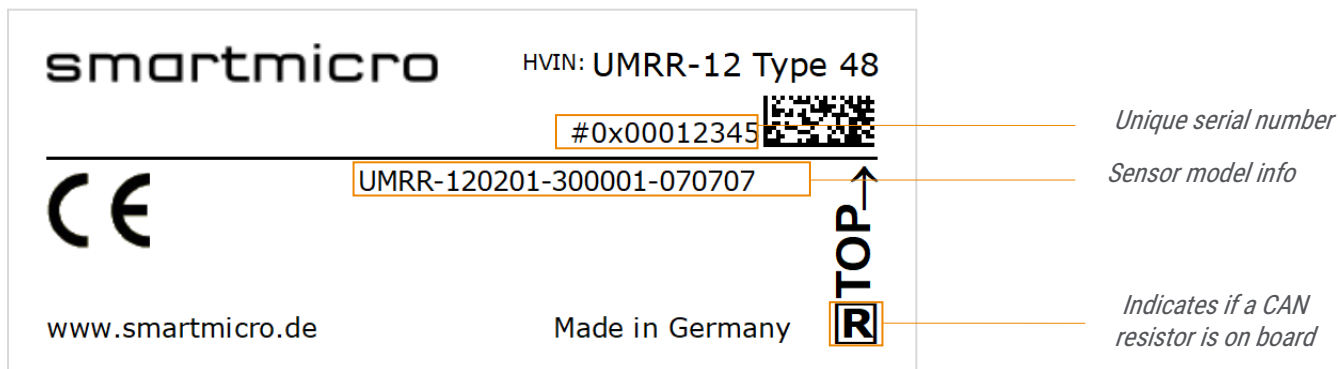 smartmicro
HVIN: UMRR-12 Type 48
#0x00012345
Unique serial number
UMRR-120201-300001-070707
Sensor model info
CE
TOP
R
Indicates if a CAN
resistor is on board
www.smartmicro.de
Made in Germany